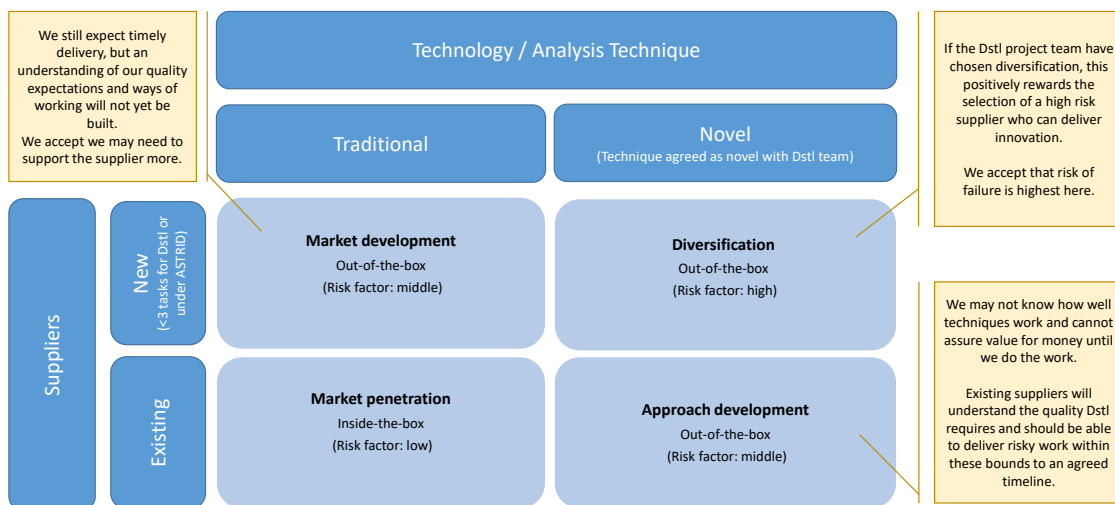 We still expect timely
delivery, but an
understanding of our quality
expectations and ways of
working will not yet be
built.
We accept we may need to
support the supplier more.
Technology / Analysis Technique
If the Dstl project team have
chosen diversification, this
positively rewards the
selection of a high risk
supplier who can deliver
innovation.
We accept that risk of
failure is highest here.
Traditional
Novel
(Technique agreed as novel with Dstl team)
Suppliers
New
(<3 tasks for Dstl or
under ASTRID)
Market development
Out-of-the-box
(Risk factor: middle)
Diversification
Out-of-the-box
(Risk factor: high)
Existing
Market penetration
Inside-the-box
(Risk factor: low)
Approach development
Out-of-the-box
(Risk factor: middle)
We may not know how well
techniques work and cannot
assure value for money until
we do the work.
Existing suppliers will
understand the quality Dstl
requires and should be able
to deliver risky work within
these bounds to an agreed
timeline.